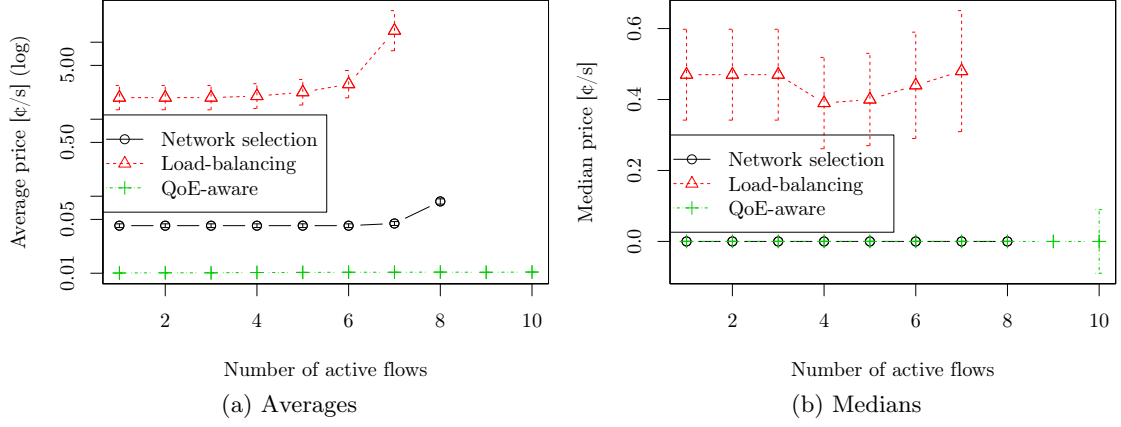 Average price [¢/s] (log)
5.00
0.50
0.05
0.01
Network selection
Load-balancing
QoE-aware
2 4 6 8 10
Number of active flows
(a) Averages
Median price [¢/s]
0.6
0.4
0.2
0.0
Network selection
Load-balancing
QoE-aware
2 4 6 8 10
Number of active flows
(b) Medians